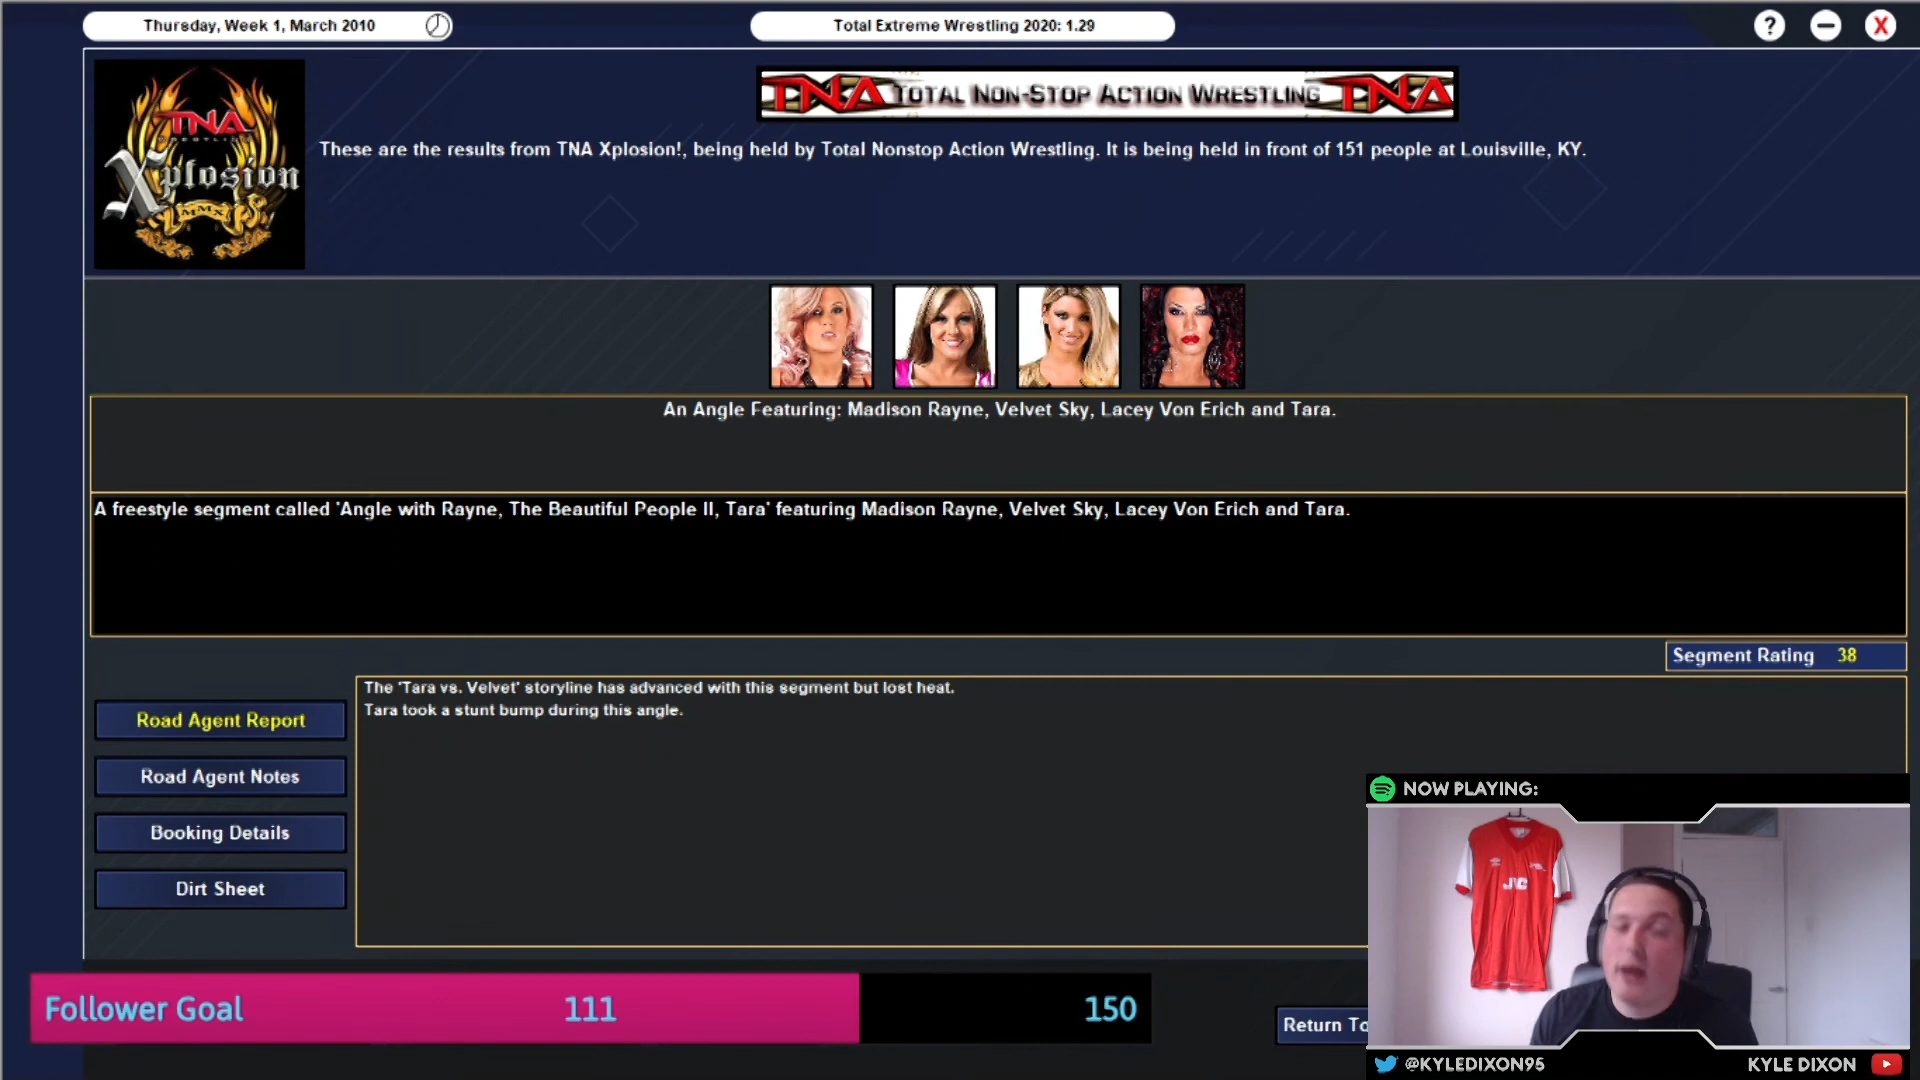 Thursday, Week 1, March 2010
Total Extreme Wrestling 2020: 1.29
?
X
TNA
WRESTLING
Xplosion
MMX
TNA TOTAL NON-STOP ACTION WRESTLING TNA
These are the results from TNA Xplosion!, being held by Total Nonstop Action Wrestling. It is being held in front of 151 people at Louisville, KY.
An Angle Featuring: Madison Rayne, Velvet Sky, Lacey Von Erich and Tara.
A freestyle segment called 'Angle with Rayne, The Beautiful People II, Tara' featuring Madison Rayne, Velvet Sky, Lacey Von Erich and Tara.
Segment Rating 38
Road Agent Report
Road Agent Notes
Booking Details
Dirt Sheet
The 'Tara vs. Velvet' storyline has advanced with this segment but lost heat.
Tara took a stunt bump during this angle.
NOW PLAYING:
JVC
Follower Goal 111 150
Return To
@KYLEDIXON95
KYLE DIXON